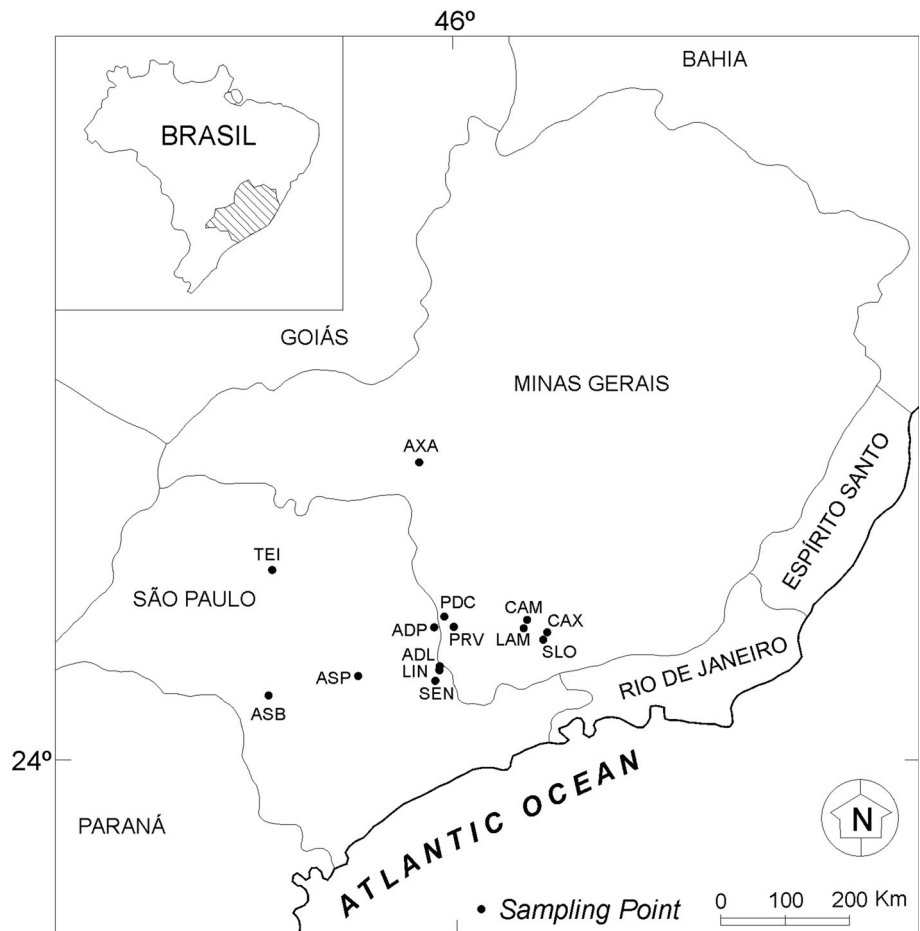 46º
BAHIA
BRASIL
GOIÁS
MINAS GERAIS
AXA
ESPÍRITO SANTO
TEI
SÃO PAULO
PDC
CAM
ADP
PRV
LAM
CAX
SLO
ADL
LIN
SEN
ASP
ASB
RIO DE JANEIRO
24º
PARANÁ
ATLANTIC OCEAN
N
• Sampling Point
0 100 200 Km